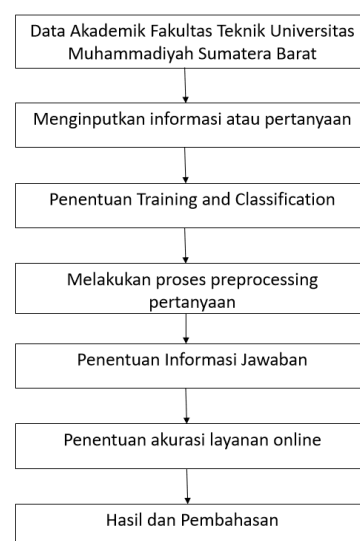 Data Akademik Fakultas Teknik Universitas
Muhammadiyah Sumatera Barat
Menginputkan informasi atau pertanyaan
Penentuan Training and Classification
Melakukan proses preprocessing
pertanyaan
Penentuan Informasi Jawaban
Penentuan akurasi layanan online
Hasil dan Pembahasan